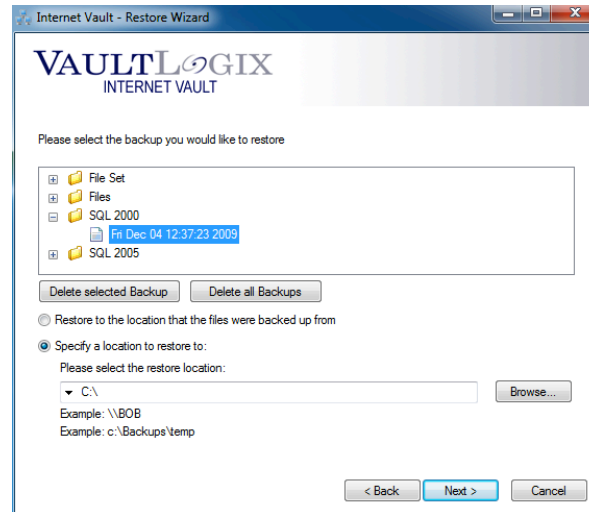 Internet Vault - Restore Wizard
VAULTLOGIX
INTERNET VAULT
Please select the backup you would like to restore
File Set
Files
SQL 2000
Fri Dec 04 12:37:23 2009
SQL 2005
Delete selected Backup Delete all Backups
Restore to the location that the files were backed up from
Specify a location to restore to:
Please select the restore location:
C:\ Browse...
Example: \\BOB
Example: c:\Backups\temp
< Back Next > Cancel